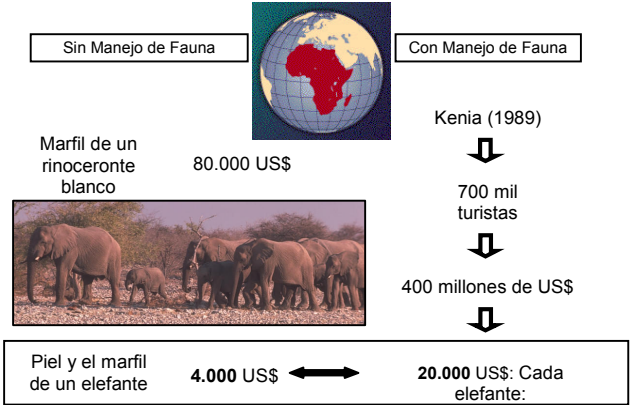 Sin Manejo de Fauna
Con Manejo de Fauna
Kenia (1989)
Marfil de un
rinoceronte
blanco
80.000 US$
700 mil
turistas
400 millones de US$
Piel y el marfil
de un elefante
4.000 US$
20.000 US$: Cada
elefante: